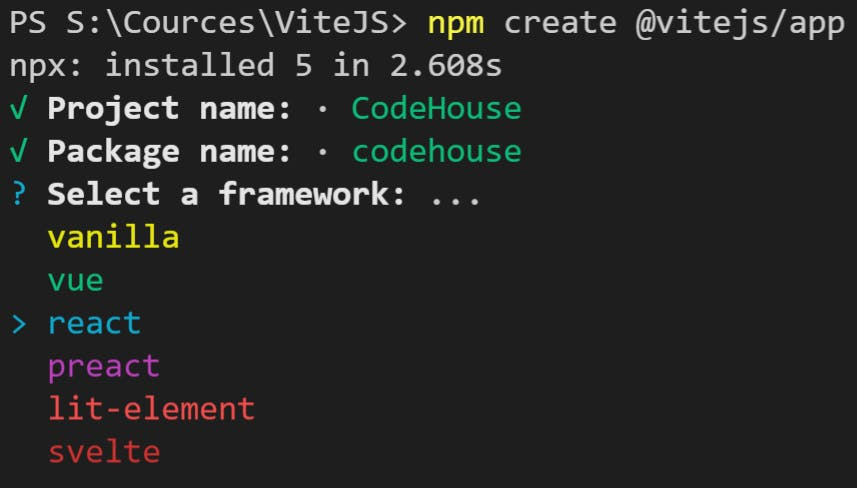 PS S:\Cources\ViteJS> npm create @vitejs/app
npx: installed 5 in 2.608s
√ Project name: · CodeHouse
√ Package name: · codehouse
? Select a framework: ...
vanilla
vue
> react
preact
lit-element
svelte